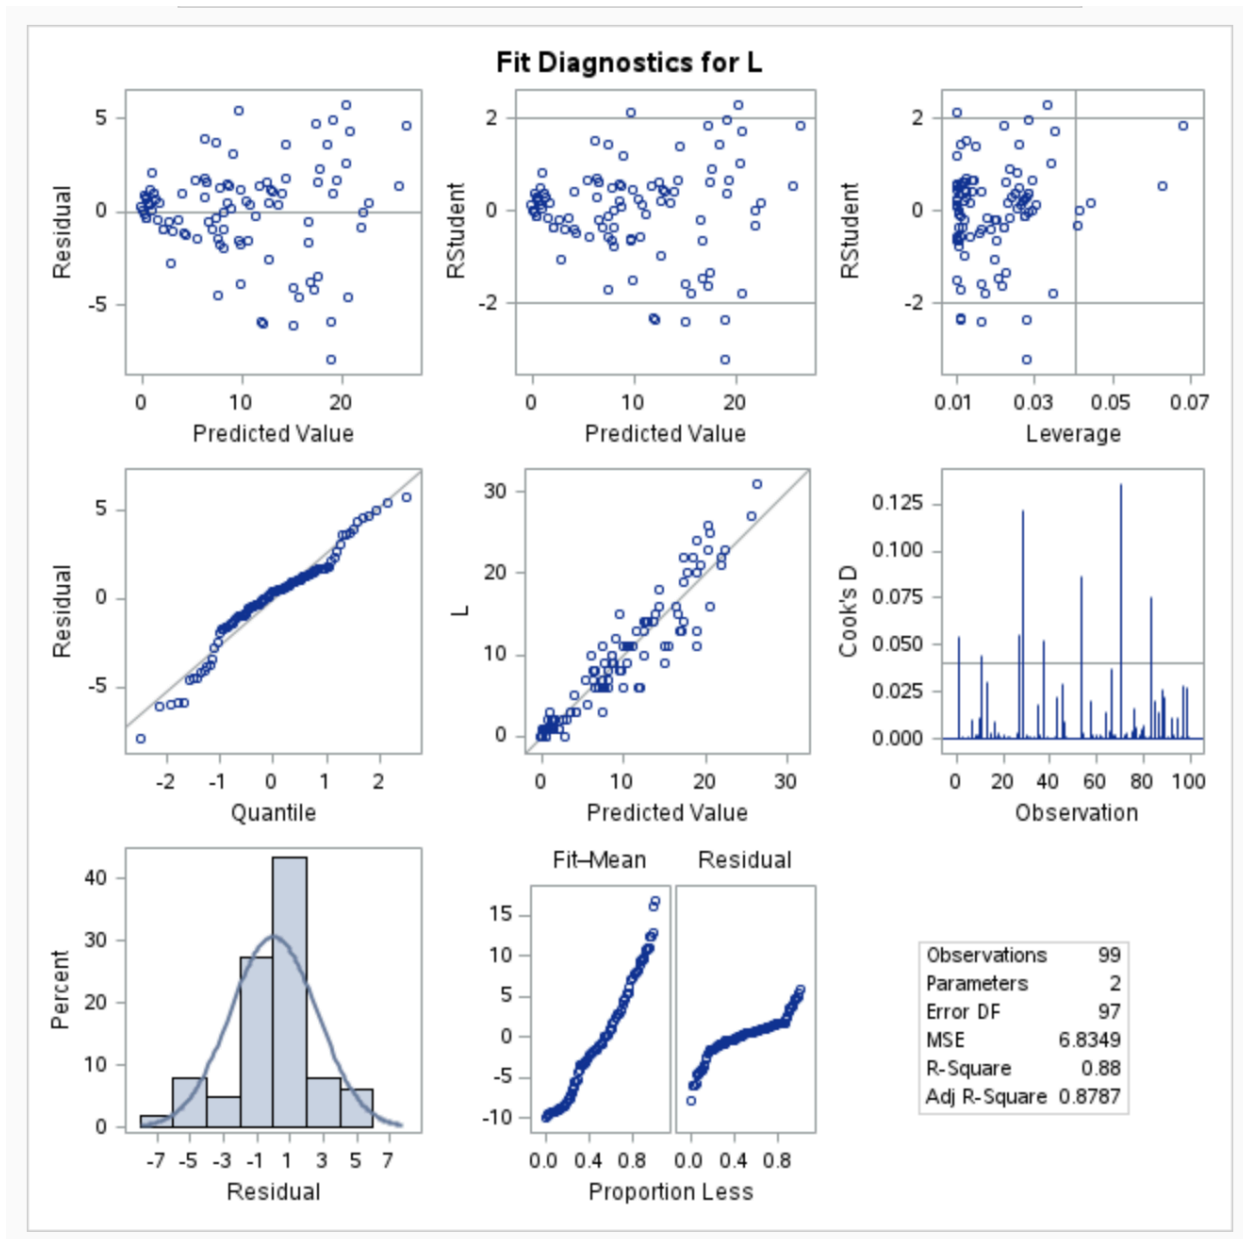 Fit Diagnostics for L
5
0
-5
Residual
0 10 20
Predicted Value
2
0
-2
RStudent
0 10 20
Predicted Value
2
0
-2
RStudent
0.01 0.03 0.05 0.07
Leverage
5
0
-5
Residual
-2 -1 0 1 2
Quantile
30
20
10
0
L
0 10 20 30
Predicted Value
0.125
0.100
0.075
0.050
0.025
0.000
Cook's D
0 20 40 60 80 100
Observation
40
30
20
10
0
Percent
-7 -5 -3 -1 1 3 5 7
Residual
Fit–Mean Residual
15
10
5
0
-5
-10
0.0 0.4 0.8 0.0 0.4 0.8
Proportion Less
Observations 99
Parameters 2
Error DF 97
MSE 6.8349
R-Square 0.88
Adj R-Square 0.8787